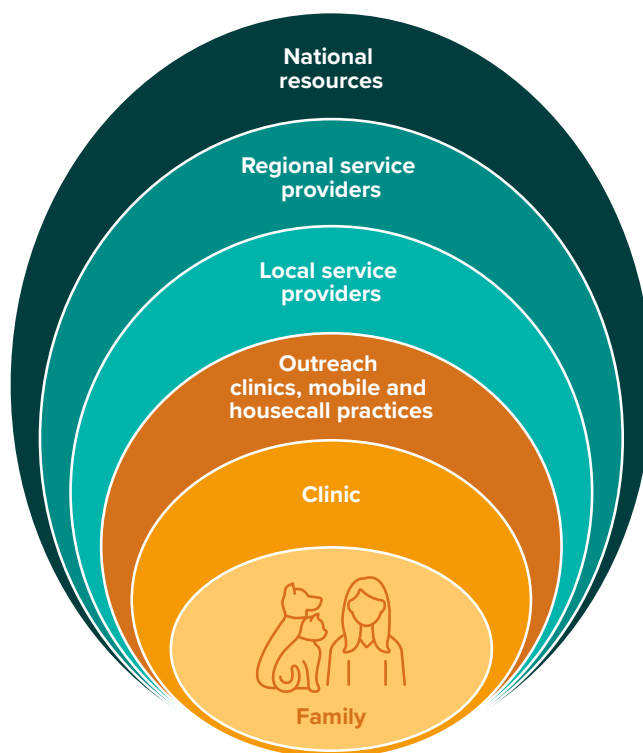 National
resources
Regional service
providers
Local service
providers
Outreach
clinics, mobile and
housecall practices
Clinic
Family